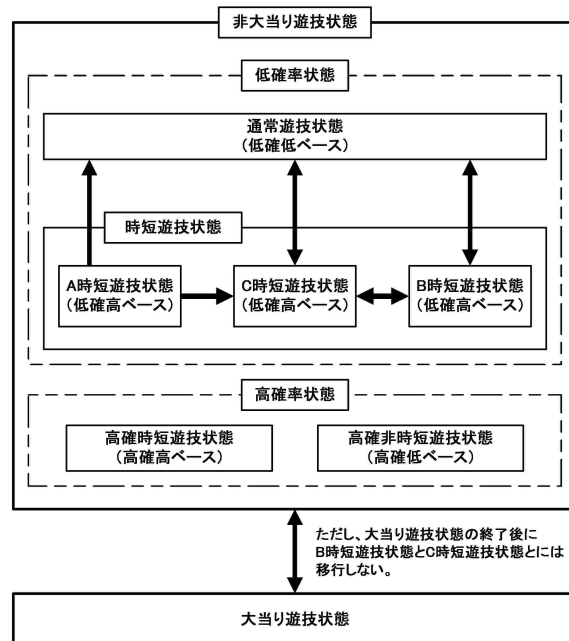 非大当り遊技状態
低確率状態
通常遊技状態
(低確低ベース)
時短遊技状態
A時短遊技状態
(低確高ベース)
C時短遊技状態
(低確高ベース)
B時短遊技状態
(低確高ベース)
高確率状態
高確時短遊技状態
(高確高ベース)
高確非時短遊技状態
(高確低ベース)
ただし、大当り遊技状態の終了後に
B時短遊技状態とC時短遊技状態とには
移行しない。
大当り遊技状態